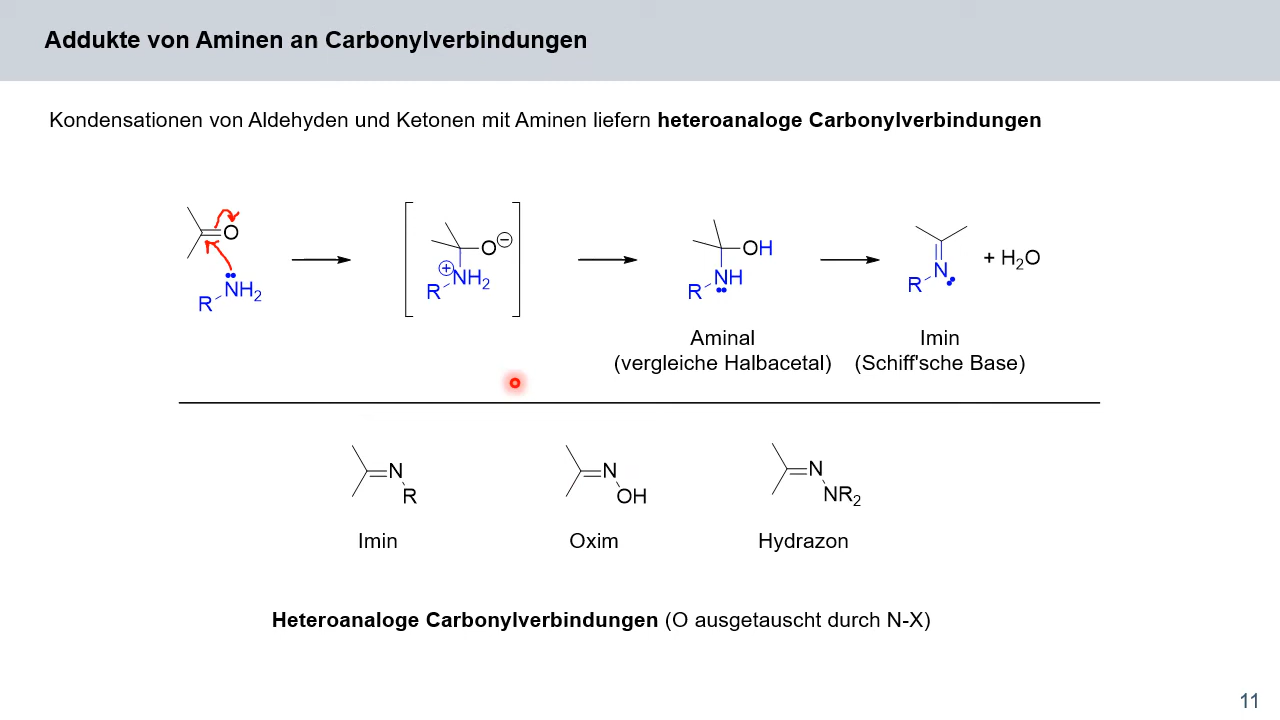 Addukte von Aminen an Carbonylverbindungen
Kondensationen von Aldehyden und Ketonen mit Aminen liefern heteroanaloge Carbonylverbindungen
O
R NH₂
O⊖
⊕
R NH₂
OH
R NH
R N
+ H₂O
Aminal
(vergleiche Halbacetal)
Imin
(Schiff'sche Base)
N
R
N
OH
N
NR₂
Imin
Oxim
Hydrazon
Heteroanaloge Carbonylverbindungen (O ausgetauscht durch N-X)
11